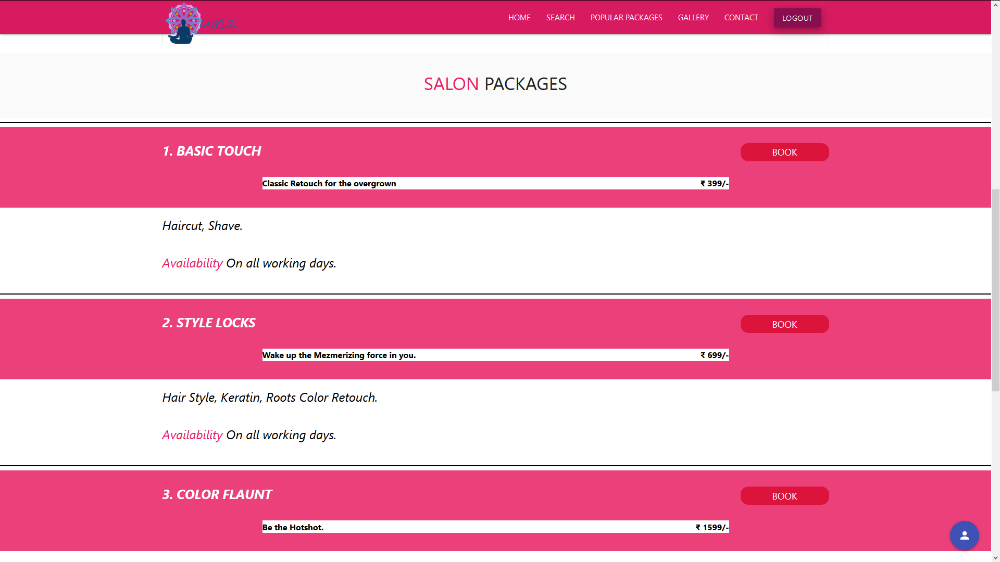 CURLZ
HOME SEARCH POPULAR PACKAGES GALLERY CONTACT LOGOUT
SALON PACKAGES
1. BASIC TOUCH
BOOK
Classic Retouch for the overgrown ₹ 399/-
Haircut, Shave.
Availability On all working days.
2. STYLE LOCKS
BOOK
Wake up the Mezmerizing force in you. ₹ 699/-
Hair Style, Keratin, Roots Color Retouch.
Availability On all working days.
3. COLOR FLAUNT
BOOK
Be the Hotshot. ₹ 1599/-